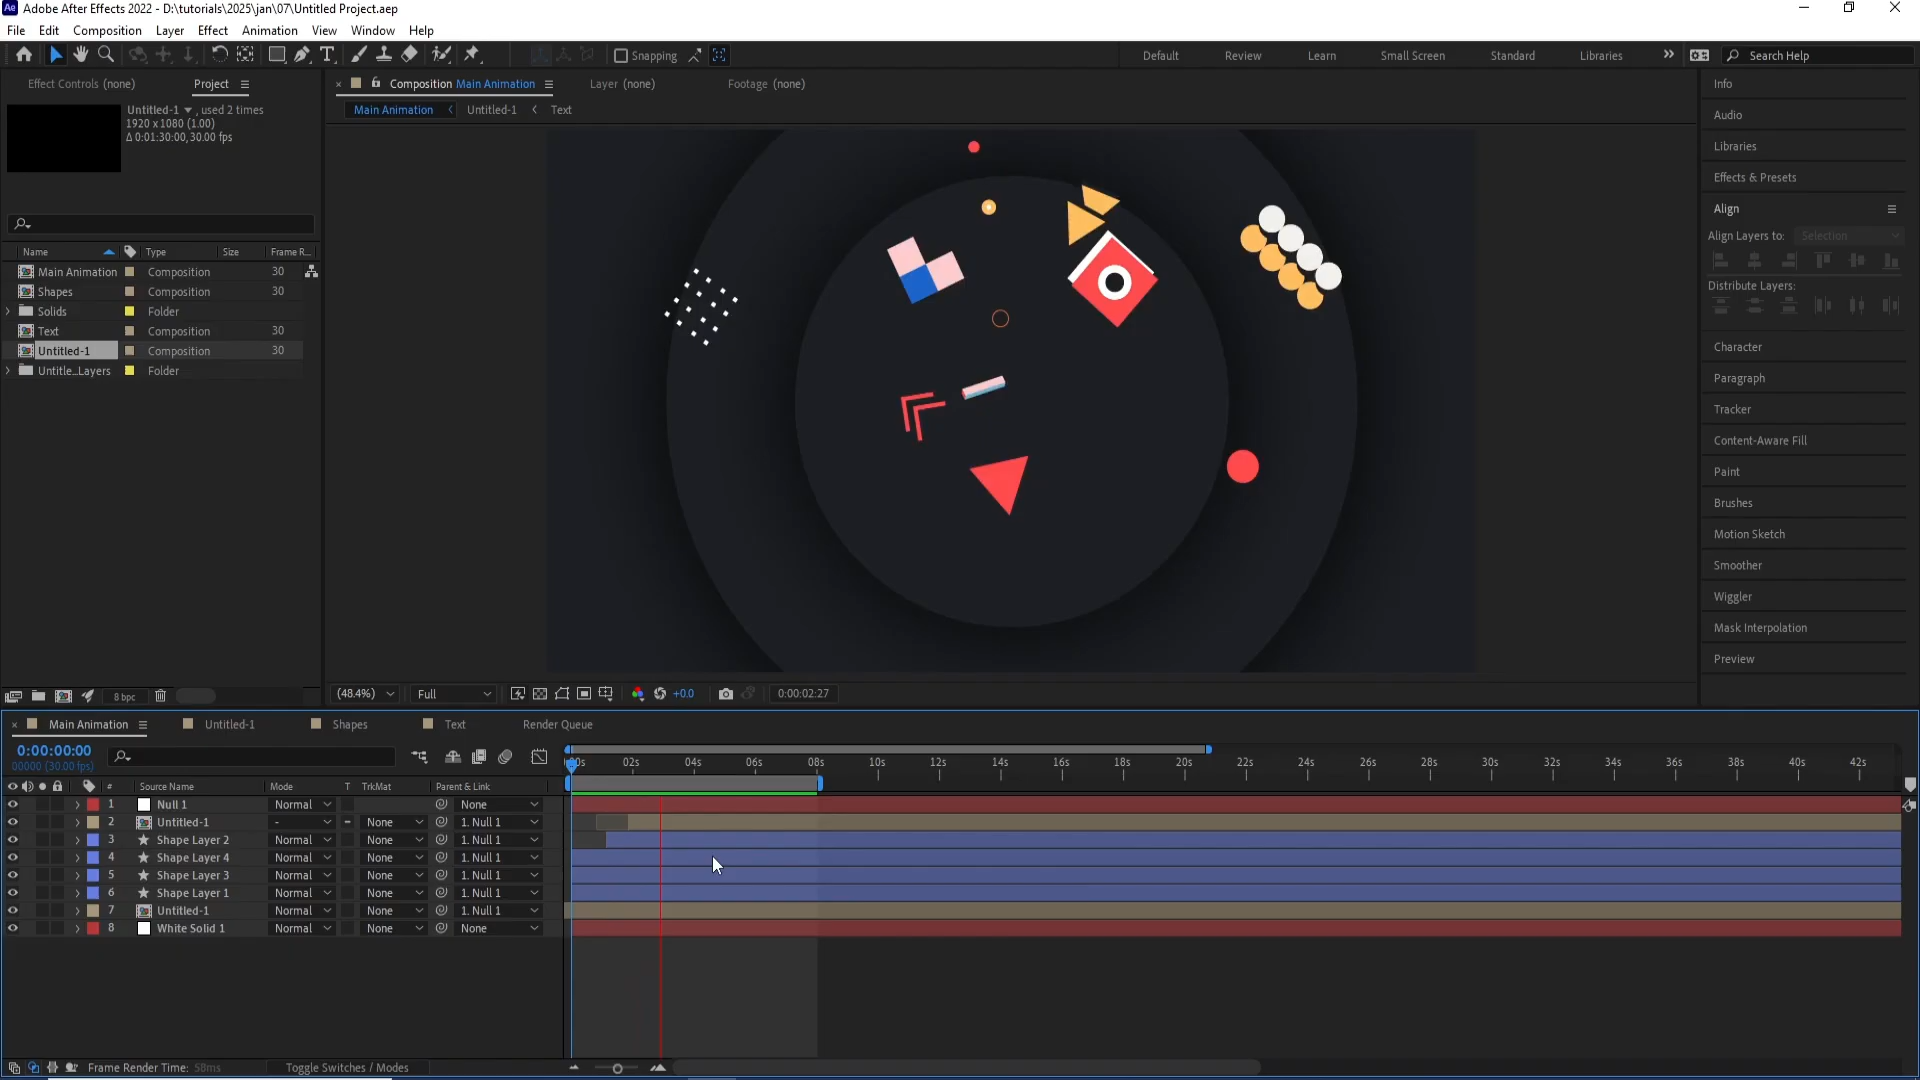 Adobe After Effects 2022 - D:\tutorials\2025\jan\07\Untitled Project.aep
File Edit Composition Layer Effect Animation View Window Help
Snapping Default Review Learn Small Screen Standard Libraries Search Help
Effect Controls (none) Project
Composition Main Animation Layer (none) Footage (none)
Main Animation Untitled-1 Text
Untitled-1 , used 2 times
1920 x 1080 (1.00)
Δ 0:01:30:00, 30.00 fps
Name Type Size Frame R...
Main Animation Composition 30
Shapes Composition 30
Solids Folder
Text Composition 30
Untitled-1 Composition 30
Untitle...Layers Folder
Info
Audio
Libraries
Effects & Presets
Align
Align Layers to: Selection
Distribute Layers:
Character
Paragraph
Tracker
Content-Aware Fill
Paint
Brushes
Motion Sketch
Smoother
Wiggler
Mask Interpolation
Preview
8 bpc (48.4%) Full +0.0 0:00:02:27
Main Animation Untitled-1 Shapes Text Render Queue
0:00:00:00
00000 (30.00 fps)
02s 04s 06s 08s 10s 12s 14s 16s 18s 20s 22s 24s 26s 28s 30s 32s 34s 36s 38s 40s 42s
# Source Name Mode T TrkMat Parent & Link
1 Null 1 Normal None
2 Untitled-1 - None 1. Null 1
3 Shape Layer 2 Normal None 1. Null 1
4 Shape Layer 4 Normal None 1. Null 1
5 Shape Layer 3 Normal None 1. Null 1
6 Shape Layer 1 Normal None 1. Null 1
7 Untitled-1 Normal None 1. Null 1
8 White Solid 1 Normal None None
Frame Render Time: 58ms Toggle Switches / Modes